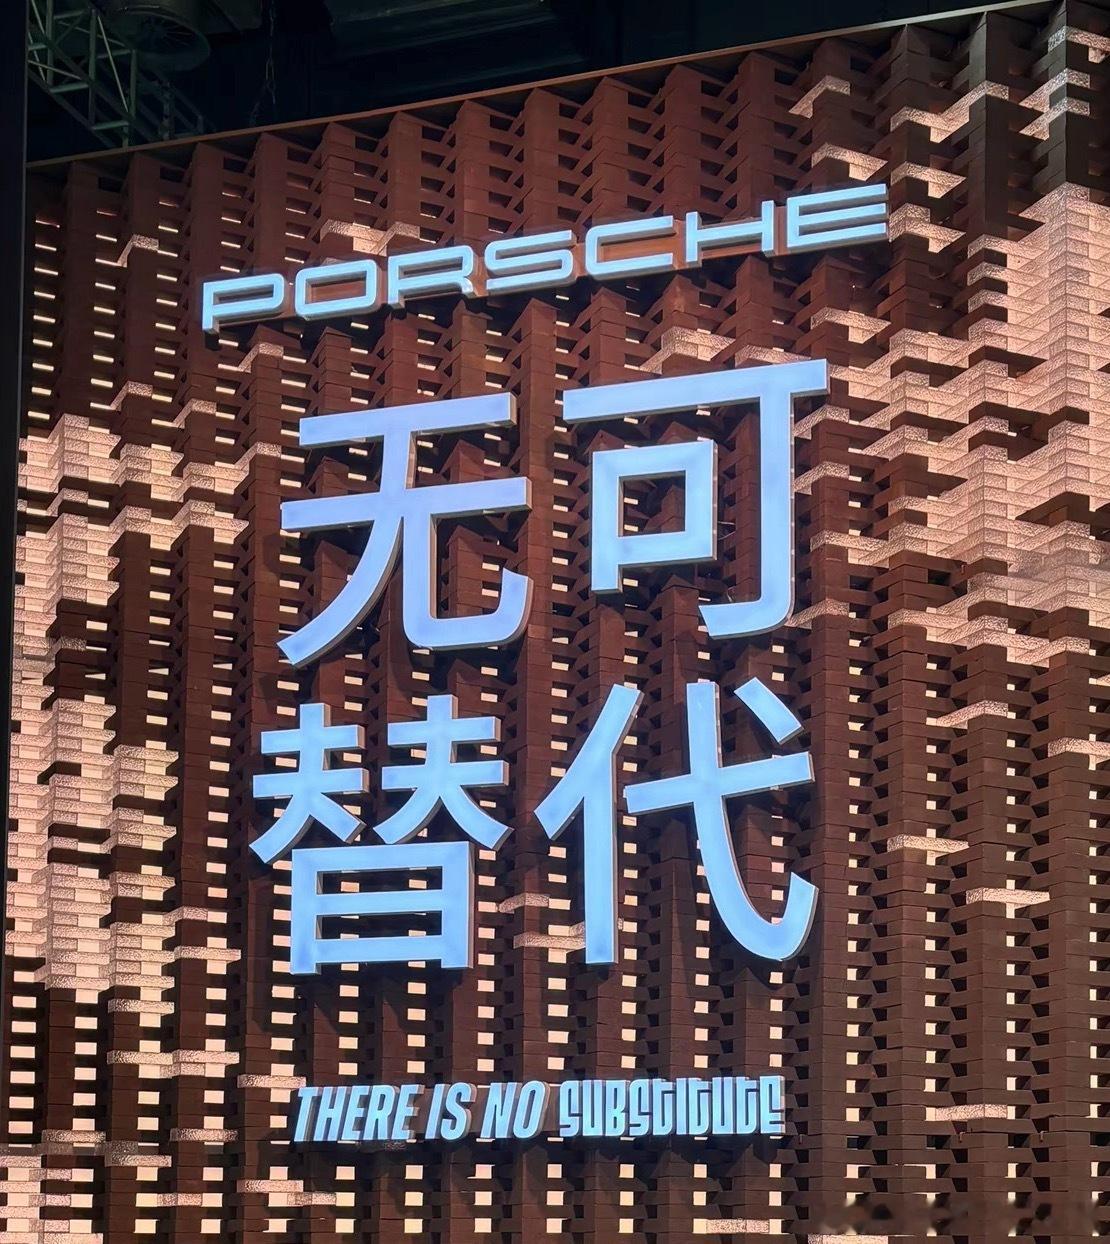 PORSCHE
无可
替代
THERE IS NO SUBSTITUTE